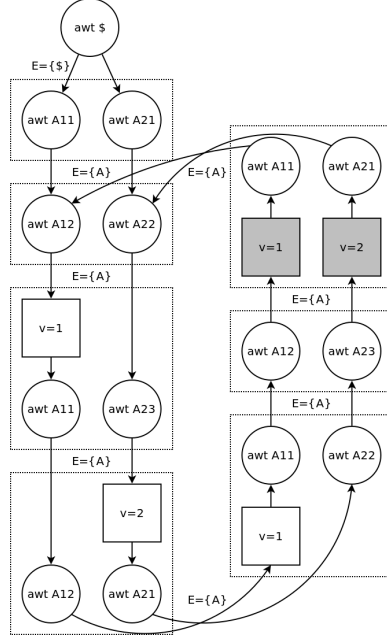 awt $
E={$}
awt A11
awt A21
E={A}
awt A12
awt A22
E={A}
v=1
awt A11
awt A23
E={A}
v=2
awt A12
awt A21
E={A}
E={A}
awt A11
awt A21
v=1
v=2
E={A}
awt A12
awt A23
E={A}
awt A11
awt A22
v=1